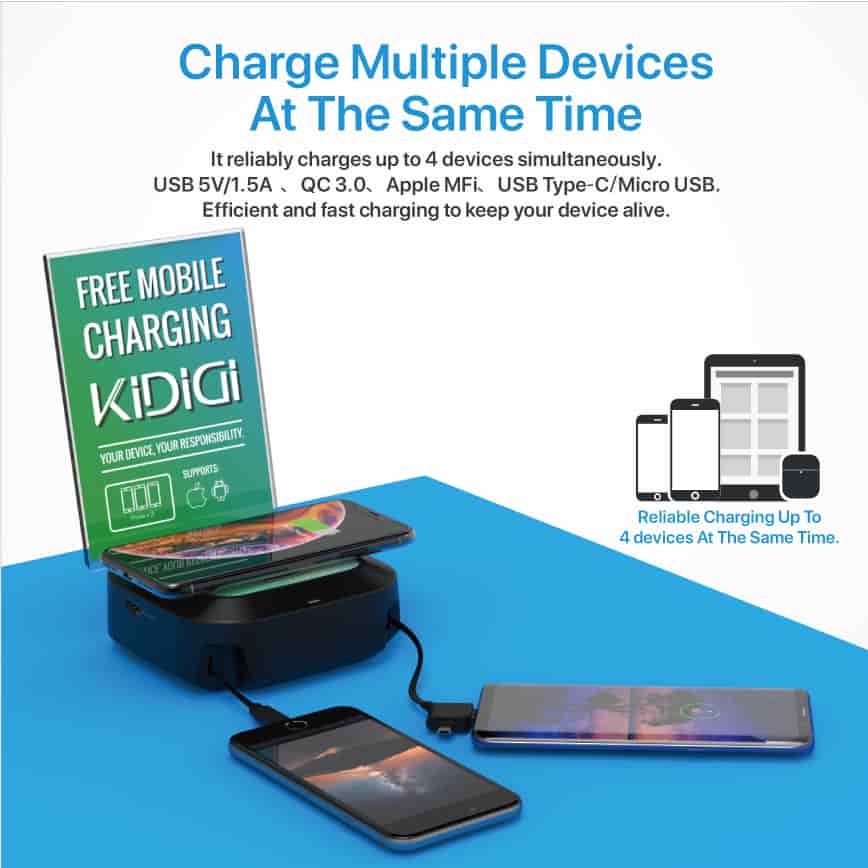 Charge Multiple Devices
At The Same Time
It reliably charges up to 4 devices simultaneously.
USB 5V/1.5A 、QC 3.0、Apple MFi、USB Type-C/Micro USB.
Efficient and fast charging to keep your device alive.
FREE MOBILE
CHARGING
KiDiGi
YOUR DEVICE, YOUR RESPONSIBILITY.
SUPPORTS:
Reliable Charging Up To
4 devices At The Same Time.